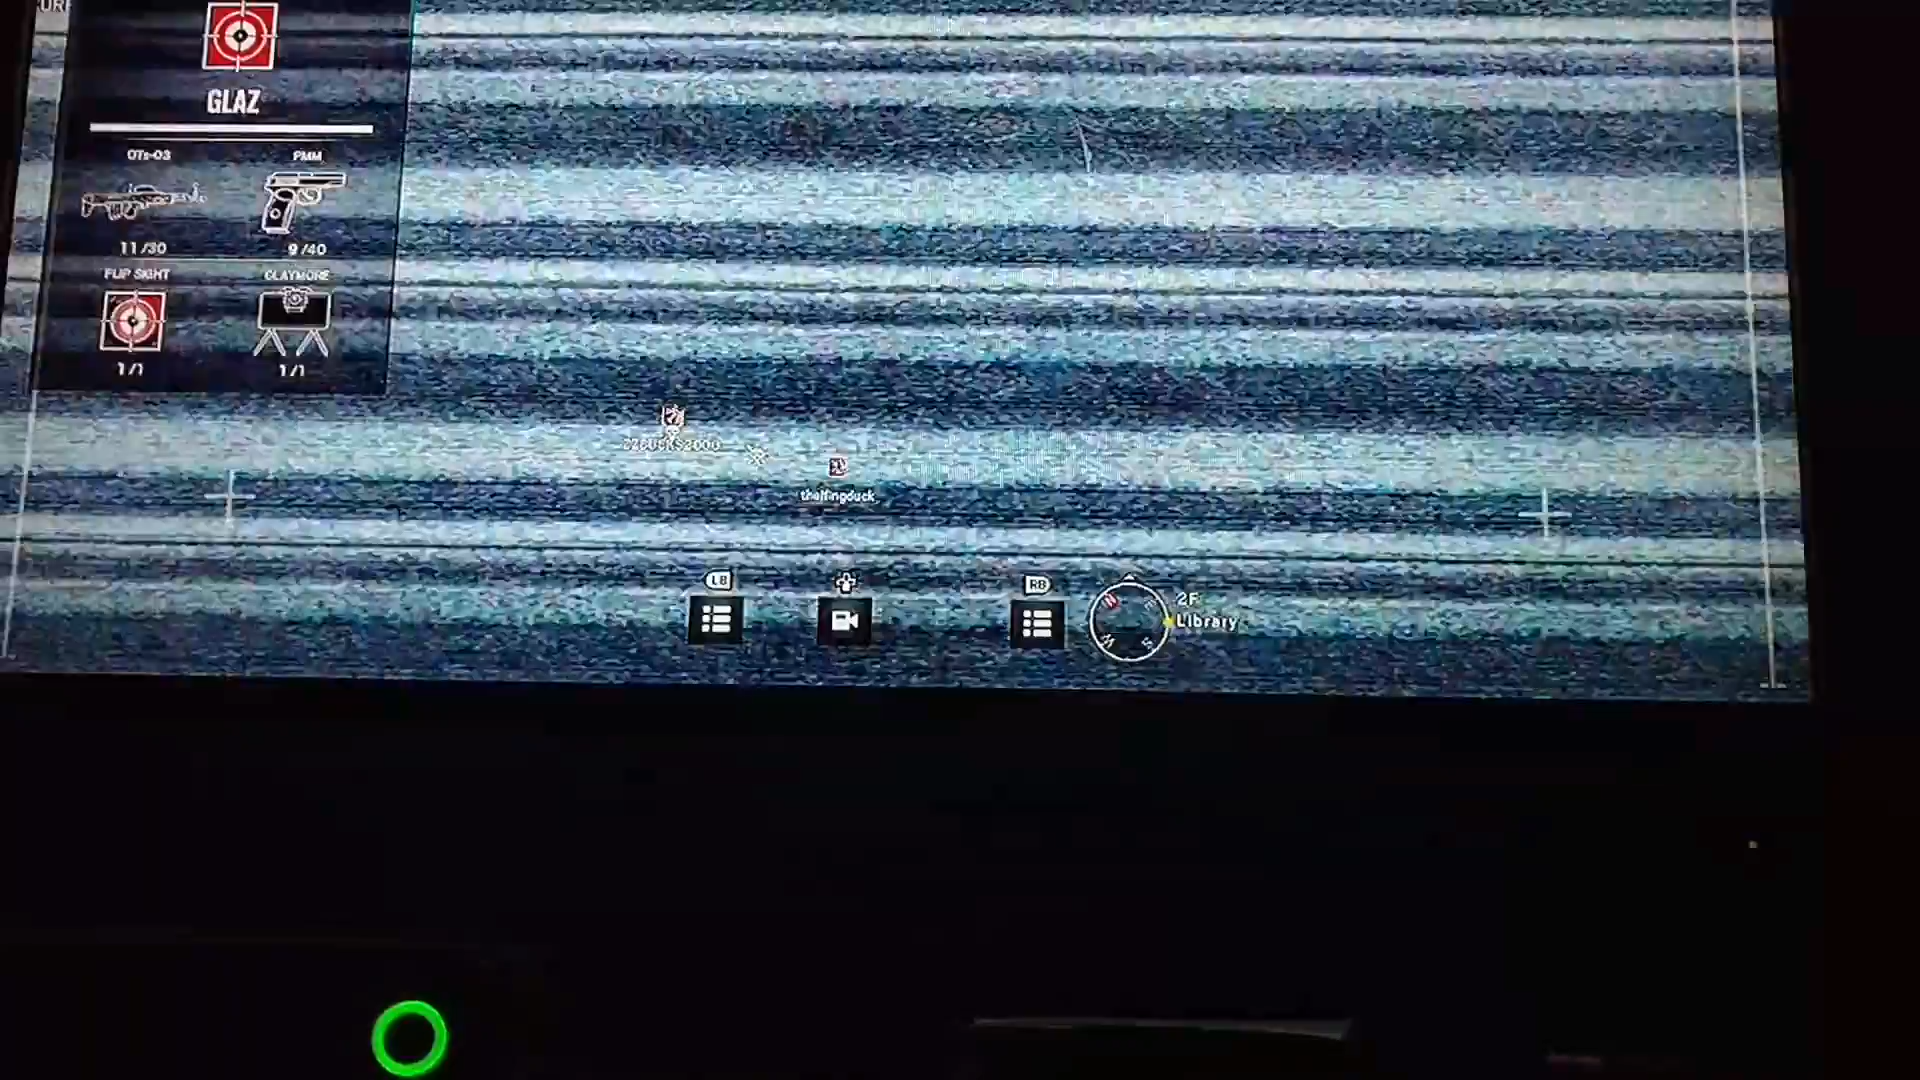 GLAZ
OTs-03 PMM
11/30 9/40
FLIP SIGHT CLAYMORE
1/1 1/1
LB RB
N
E
W
S
2F
Library